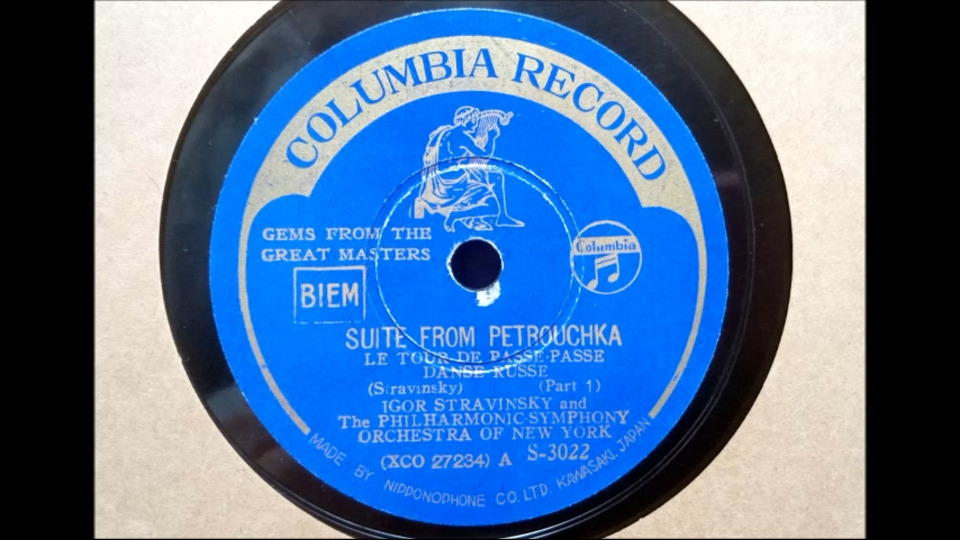 COLUMBIA RECORD
GEMS FROM THE
GREAT MASTERS
Columbia
BIEM
SUITE FROM PETROUCHKA
LE TOUR DE PASSE-PASSE
DANSE RUSSE
(Stravinsky) (Part 1)
IGOR STRAVINSKY and
The PHILHARMONIC-SYMPHONY
ORCHESTRA OF NEW YORK
(XCO 27234) A S-3022
MADE BY NIPPONOPHONE CO. LTD. KAWASAKI, JAPAN